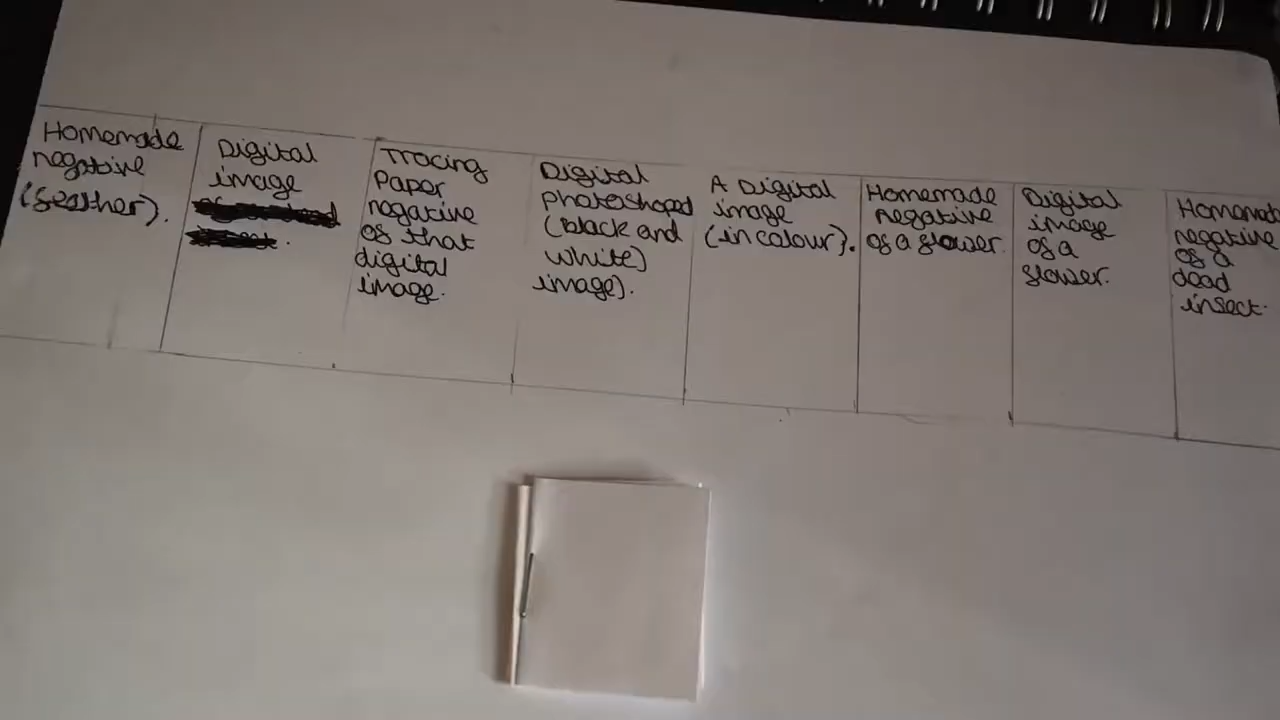 Homemade
negative
(feather).
Digital
image
Tracing
Paper
negative
of that
digital
image.
Digital
photoshoped
(black and
white)
image).
A Digital
image
(in colour).
Homemade
negative
of a flower.
Digital
image
of a
flower.
Homemade
negative
of a
dead
insect.